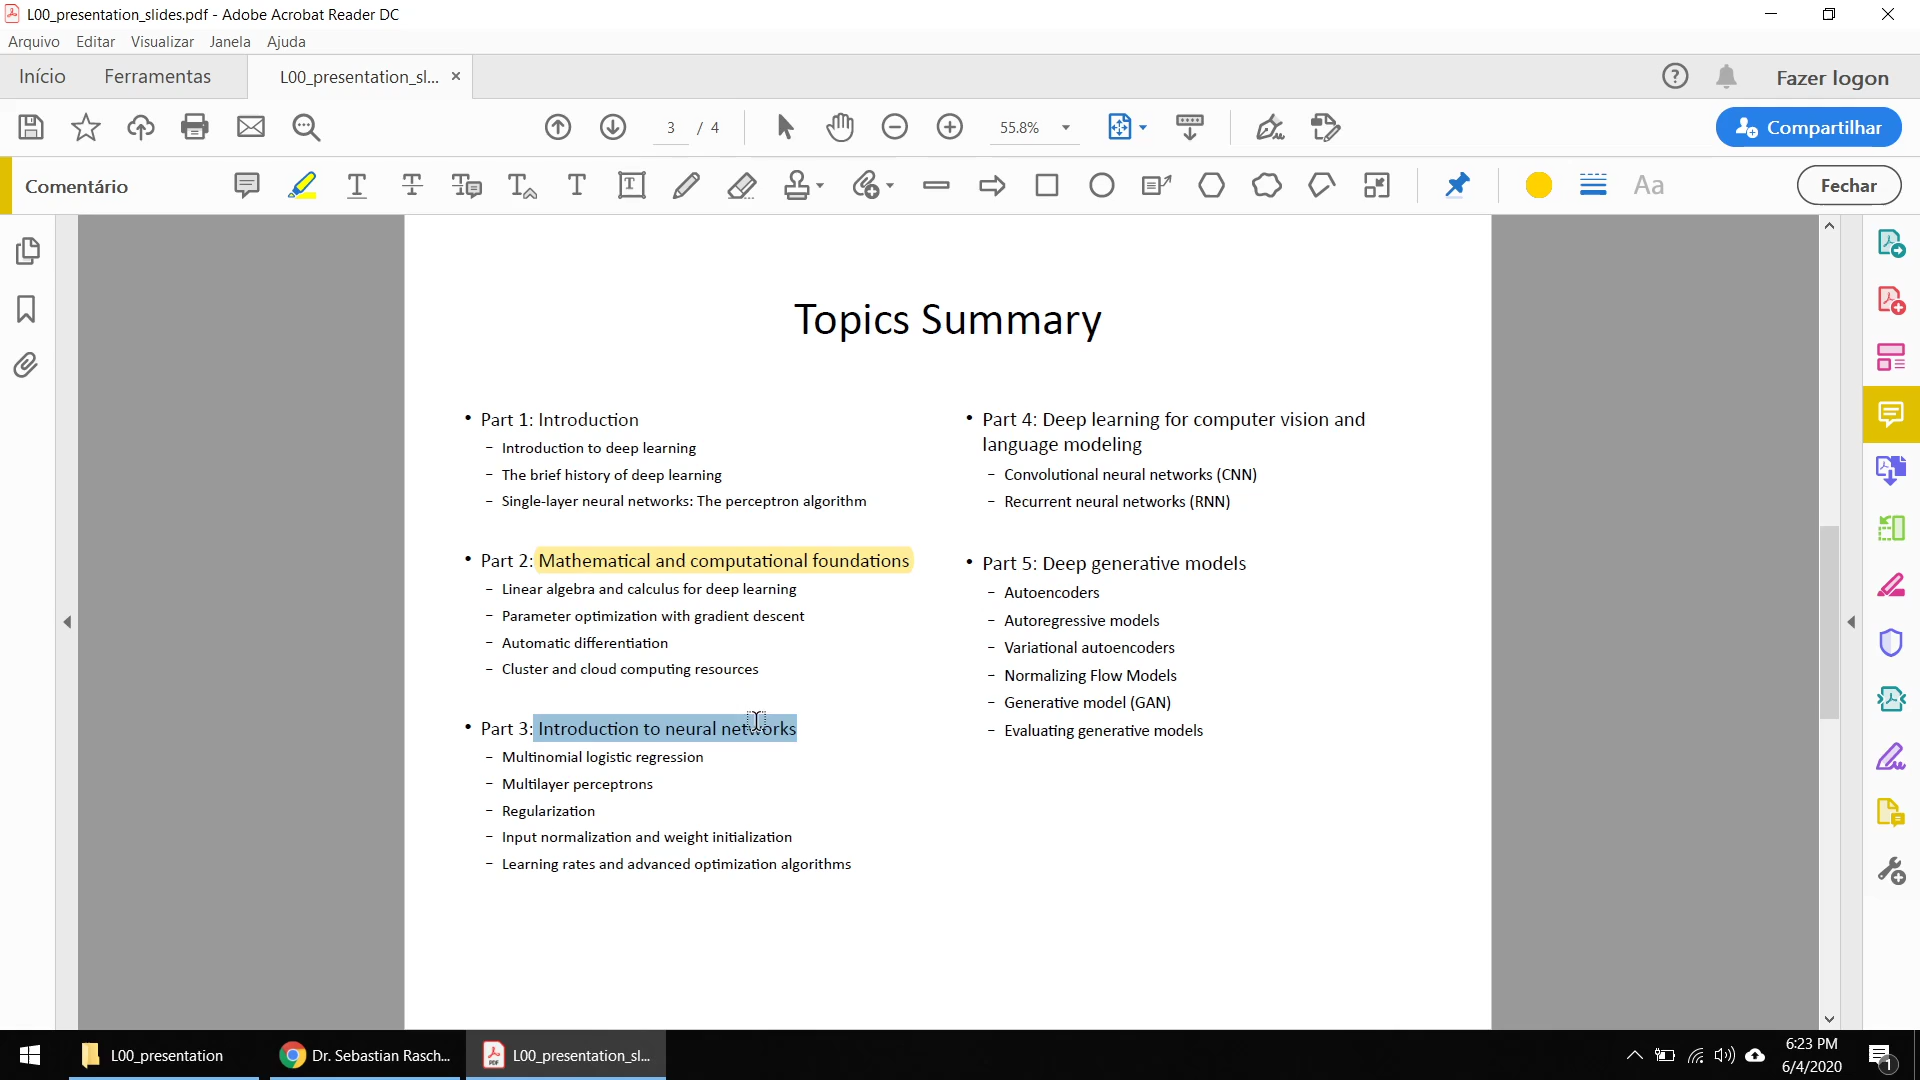 L00_presentation_slides.pdf - Adobe Acrobat Reader DC
Arquivo Editar Visualizar Janela Ajuda
Início Ferramentas L00_presentation_sl... × Fazer logon
3 / 4 55.8% Compartilhar
Comentário Aa Fechar
Topics Summary
• Part 1: Introduction
- Introduction to deep learning
- The brief history of deep learning
- Single-layer neural networks: The perceptron algorithm
• Part 2: Mathematical and computational foundations
- Linear algebra and calculus for deep learning
- Parameter optimization with gradient descent
- Automatic differentiation
- Cluster and cloud computing resources
• Part 3: Introduction to neural networks
- Multinomial logistic regression
- Multilayer perceptrons
- Regularization
- Input normalization and weight initialization
- Learning rates and advanced optimization algorithms
• Part 4: Deep learning for computer vision and
language modeling
- Convolutional neural networks (CNN)
- Recurrent neural networks (RNN)
• Part 5: Deep generative models
- Autoencoders
- Autoregressive models
- Variational autoencoders
- Normalizing Flow Models
- Generative model (GAN)
- Evaluating generative models
L00_presentation Dr. Sebastian Rasch... L00_presentation_sl... 6:23 PM
6/4/2020 1